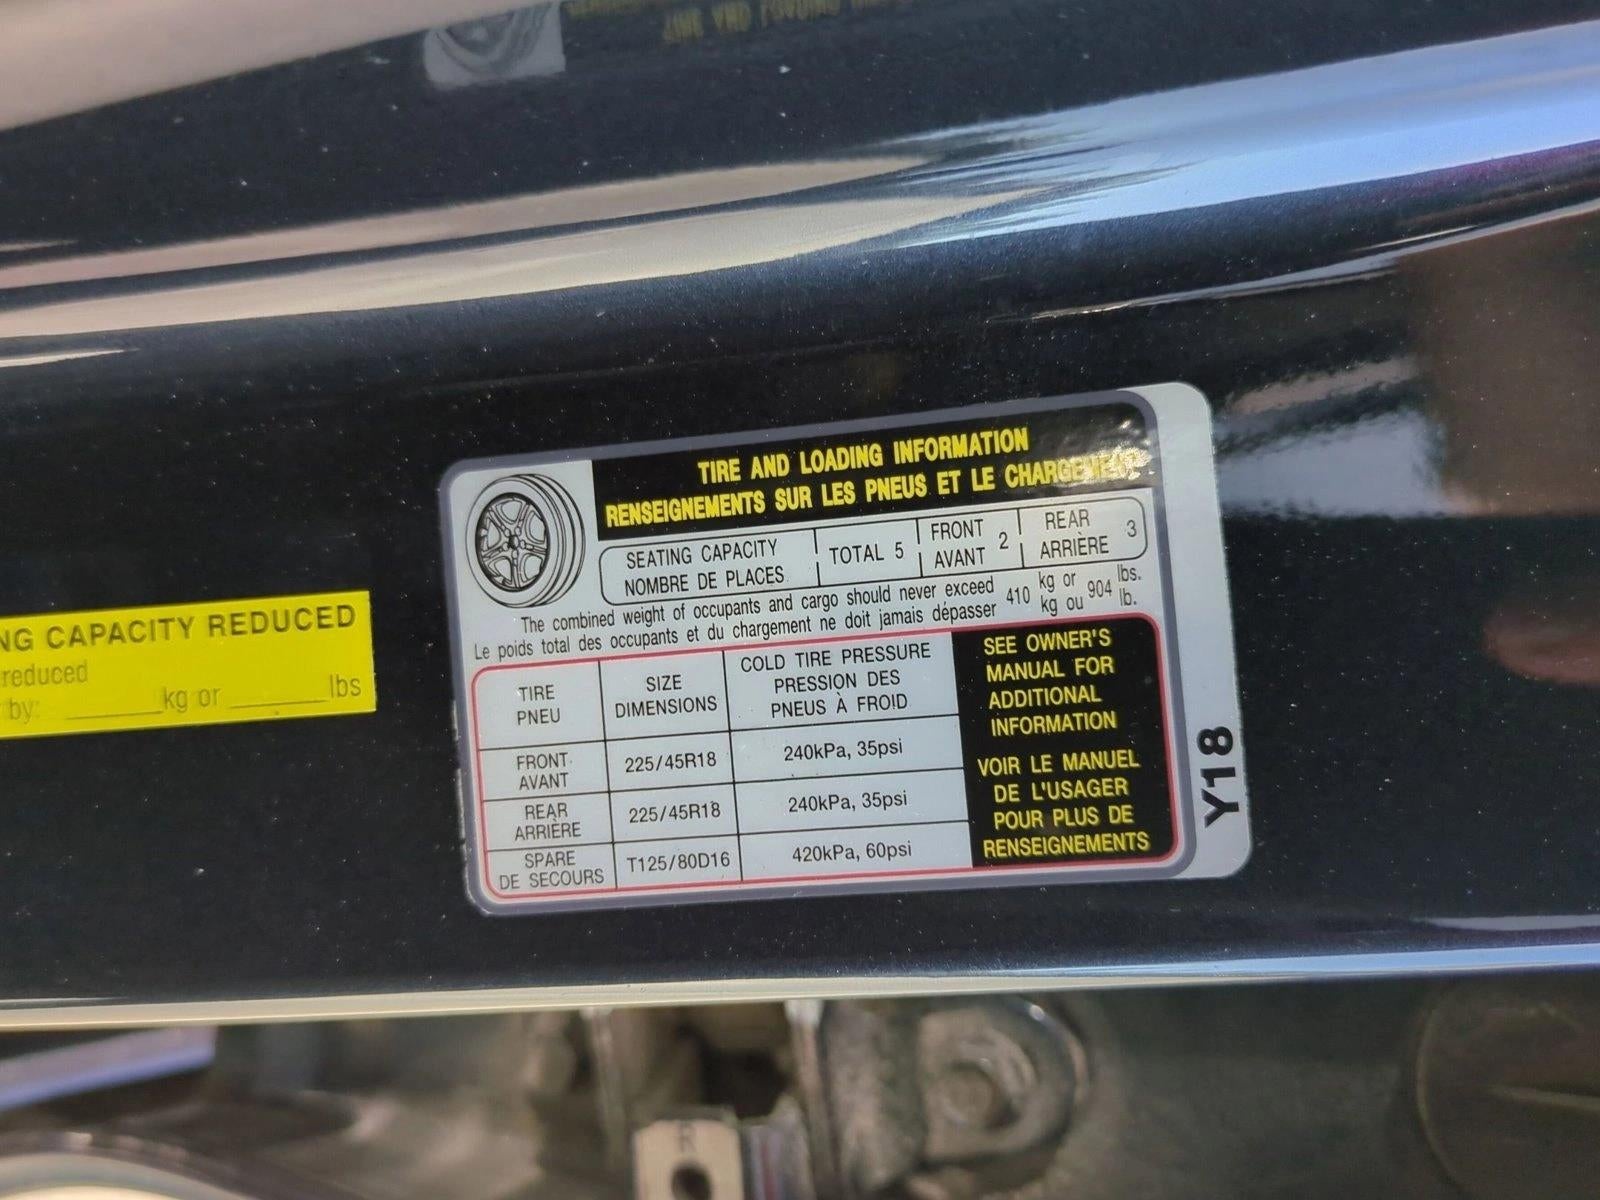 TIRE AND LOADING INFORMATION
RENSEIGNEMENTS SUR LES PNEUS ET LE CHARGEMENT
SEATING CAPACITY
NOMBRE DE PLACES
TOTAL 5
FRONT
AVANT
2
REAR
ARRIÈRE
3
The combined weight of occupants and cargo should never exceed 410 kg or 904 lbs.
Le poids total des occupants et du chargement ne doit jamais dépasser kg ou lb.
TIRE
PNEU
SIZE
DIMENSIONS
COLD TIRE PRESSURE
PRESSION DES
PNEUS À FROID
FRONT
AVANT
225/45R18
240kPa, 35psi
REAR
ARRIÈRE
225/45R18
240kPa, 35psi
SPARE
DE SECOURS
T125/80D16
420kPa, 60psi
SEE OWNER'S
MANUAL FOR
ADDITIONAL
INFORMATION
VOIR LE MANUEL
DE L'USAGER
POUR PLUS DE
RENSEIGNEMENTS
Y18
NG CAPACITY REDUCED
reduced
by: ______kg or ______lbs
R